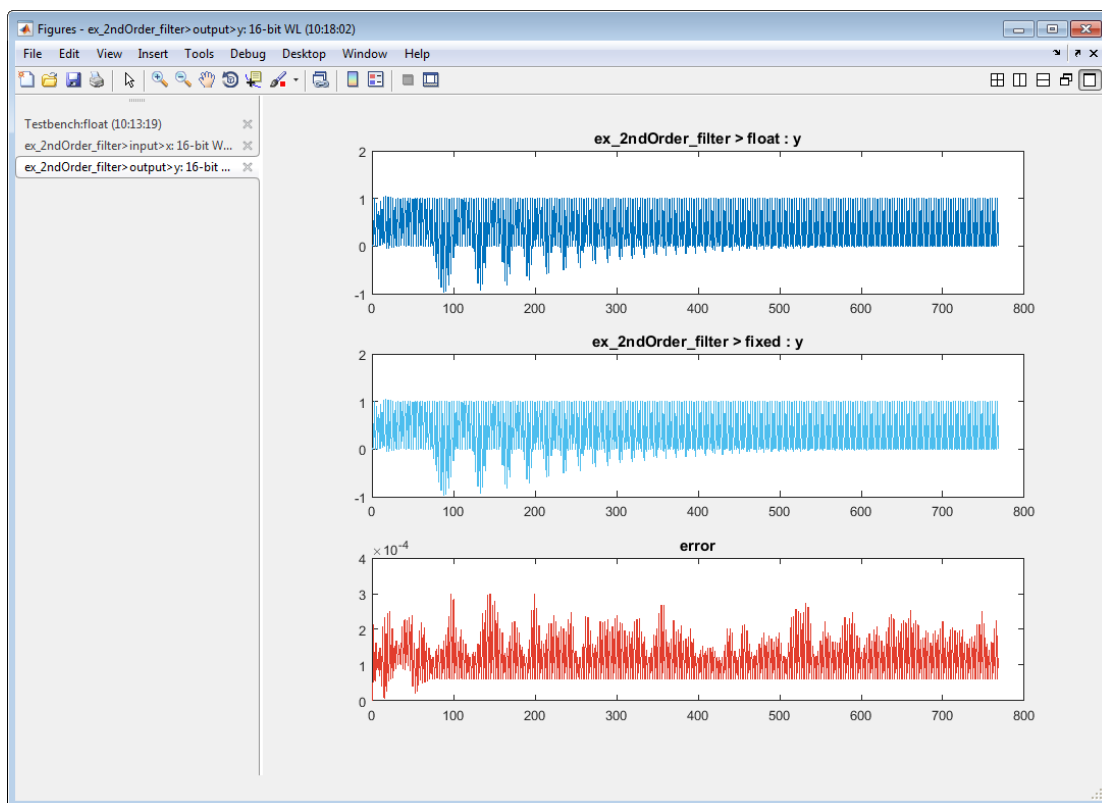 Figures - ex_2ndOrder_filter>output>y: 16-bit WL (10:18:02)
File Edit View Insert Tools Debug Desktop Window Help
Testbench:float (10:13:19)
ex_2ndOrder_filter>input>x: 16-bit W...
ex_2ndOrder_filter>output>y: 16-bit ...
ex_2ndOrder_filter > float : y
2
1
0
-1
0 100 200 300 400 500 600 700 800
ex_2ndOrder_filter > fixed : y
2
1
0
-1
0 100 200 300 400 500 600 700 800
error
× 10^-4
4
3
2
1
0
0 100 200 300 400 500 600 700 800